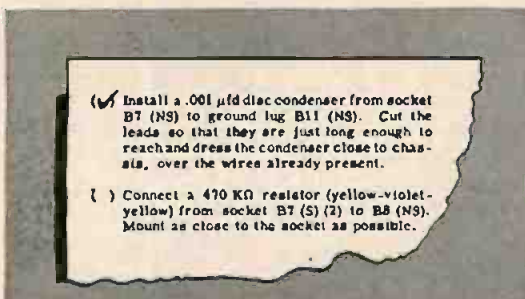 (✓) Install a .001 μfd disc condenser from socket
B7 (NS) to ground lug B11 (NS). Cut the
leads so that they are just long enough to
reach and dress the condenser close to chas-
sis, over the wires already present.
( ) Connect a 470 KΩ resistor (yellow-violet-
yellow) from socket B7 (S) (2) to B8 (NS).
Mount as close to the socket as possible.